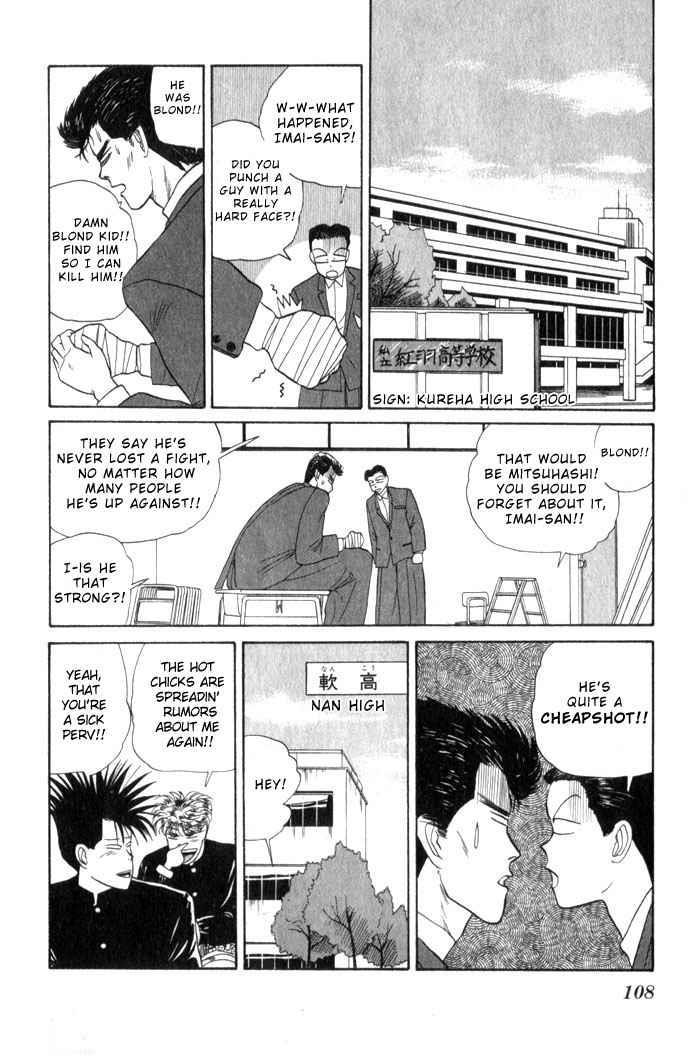 私立 紅羽高等学校
SIGN: KUREHA HIGH SCHOOL
W-W-WHAT
HAPPENED,
IMAI-SAN?!
DID YOU
PUNCH A
GUY WITH A
REALLY
HARD FACE?!
HE
WAS
BLOND!!
DAMN
BLOND KID!!
FIND HIM
SO I CAN
KILL HIM!!
BLOND!!
THAT WOULD
BE MITSUHASHI!
YOU SHOULD
FORGET ABOUT IT,
IMAI-SAN!!
THEY SAY HE'S
NEVER LOST A FIGHT,
NO MATTER HOW
MANY PEOPLE
HE'S UP AGAINST!!
I-IS HE
THAT
STRONG?!
HE'S
QUITE A
CHEAPSHOT!!
なん こう
軟高
NAN HIGH
HEY!
THE HOT
CHICKS ARE
SPREADIN'
RUMORS
ABOUT ME
AGAIN!!
YEAH,
THAT
YOU'RE
A SICK
PERV!!
108